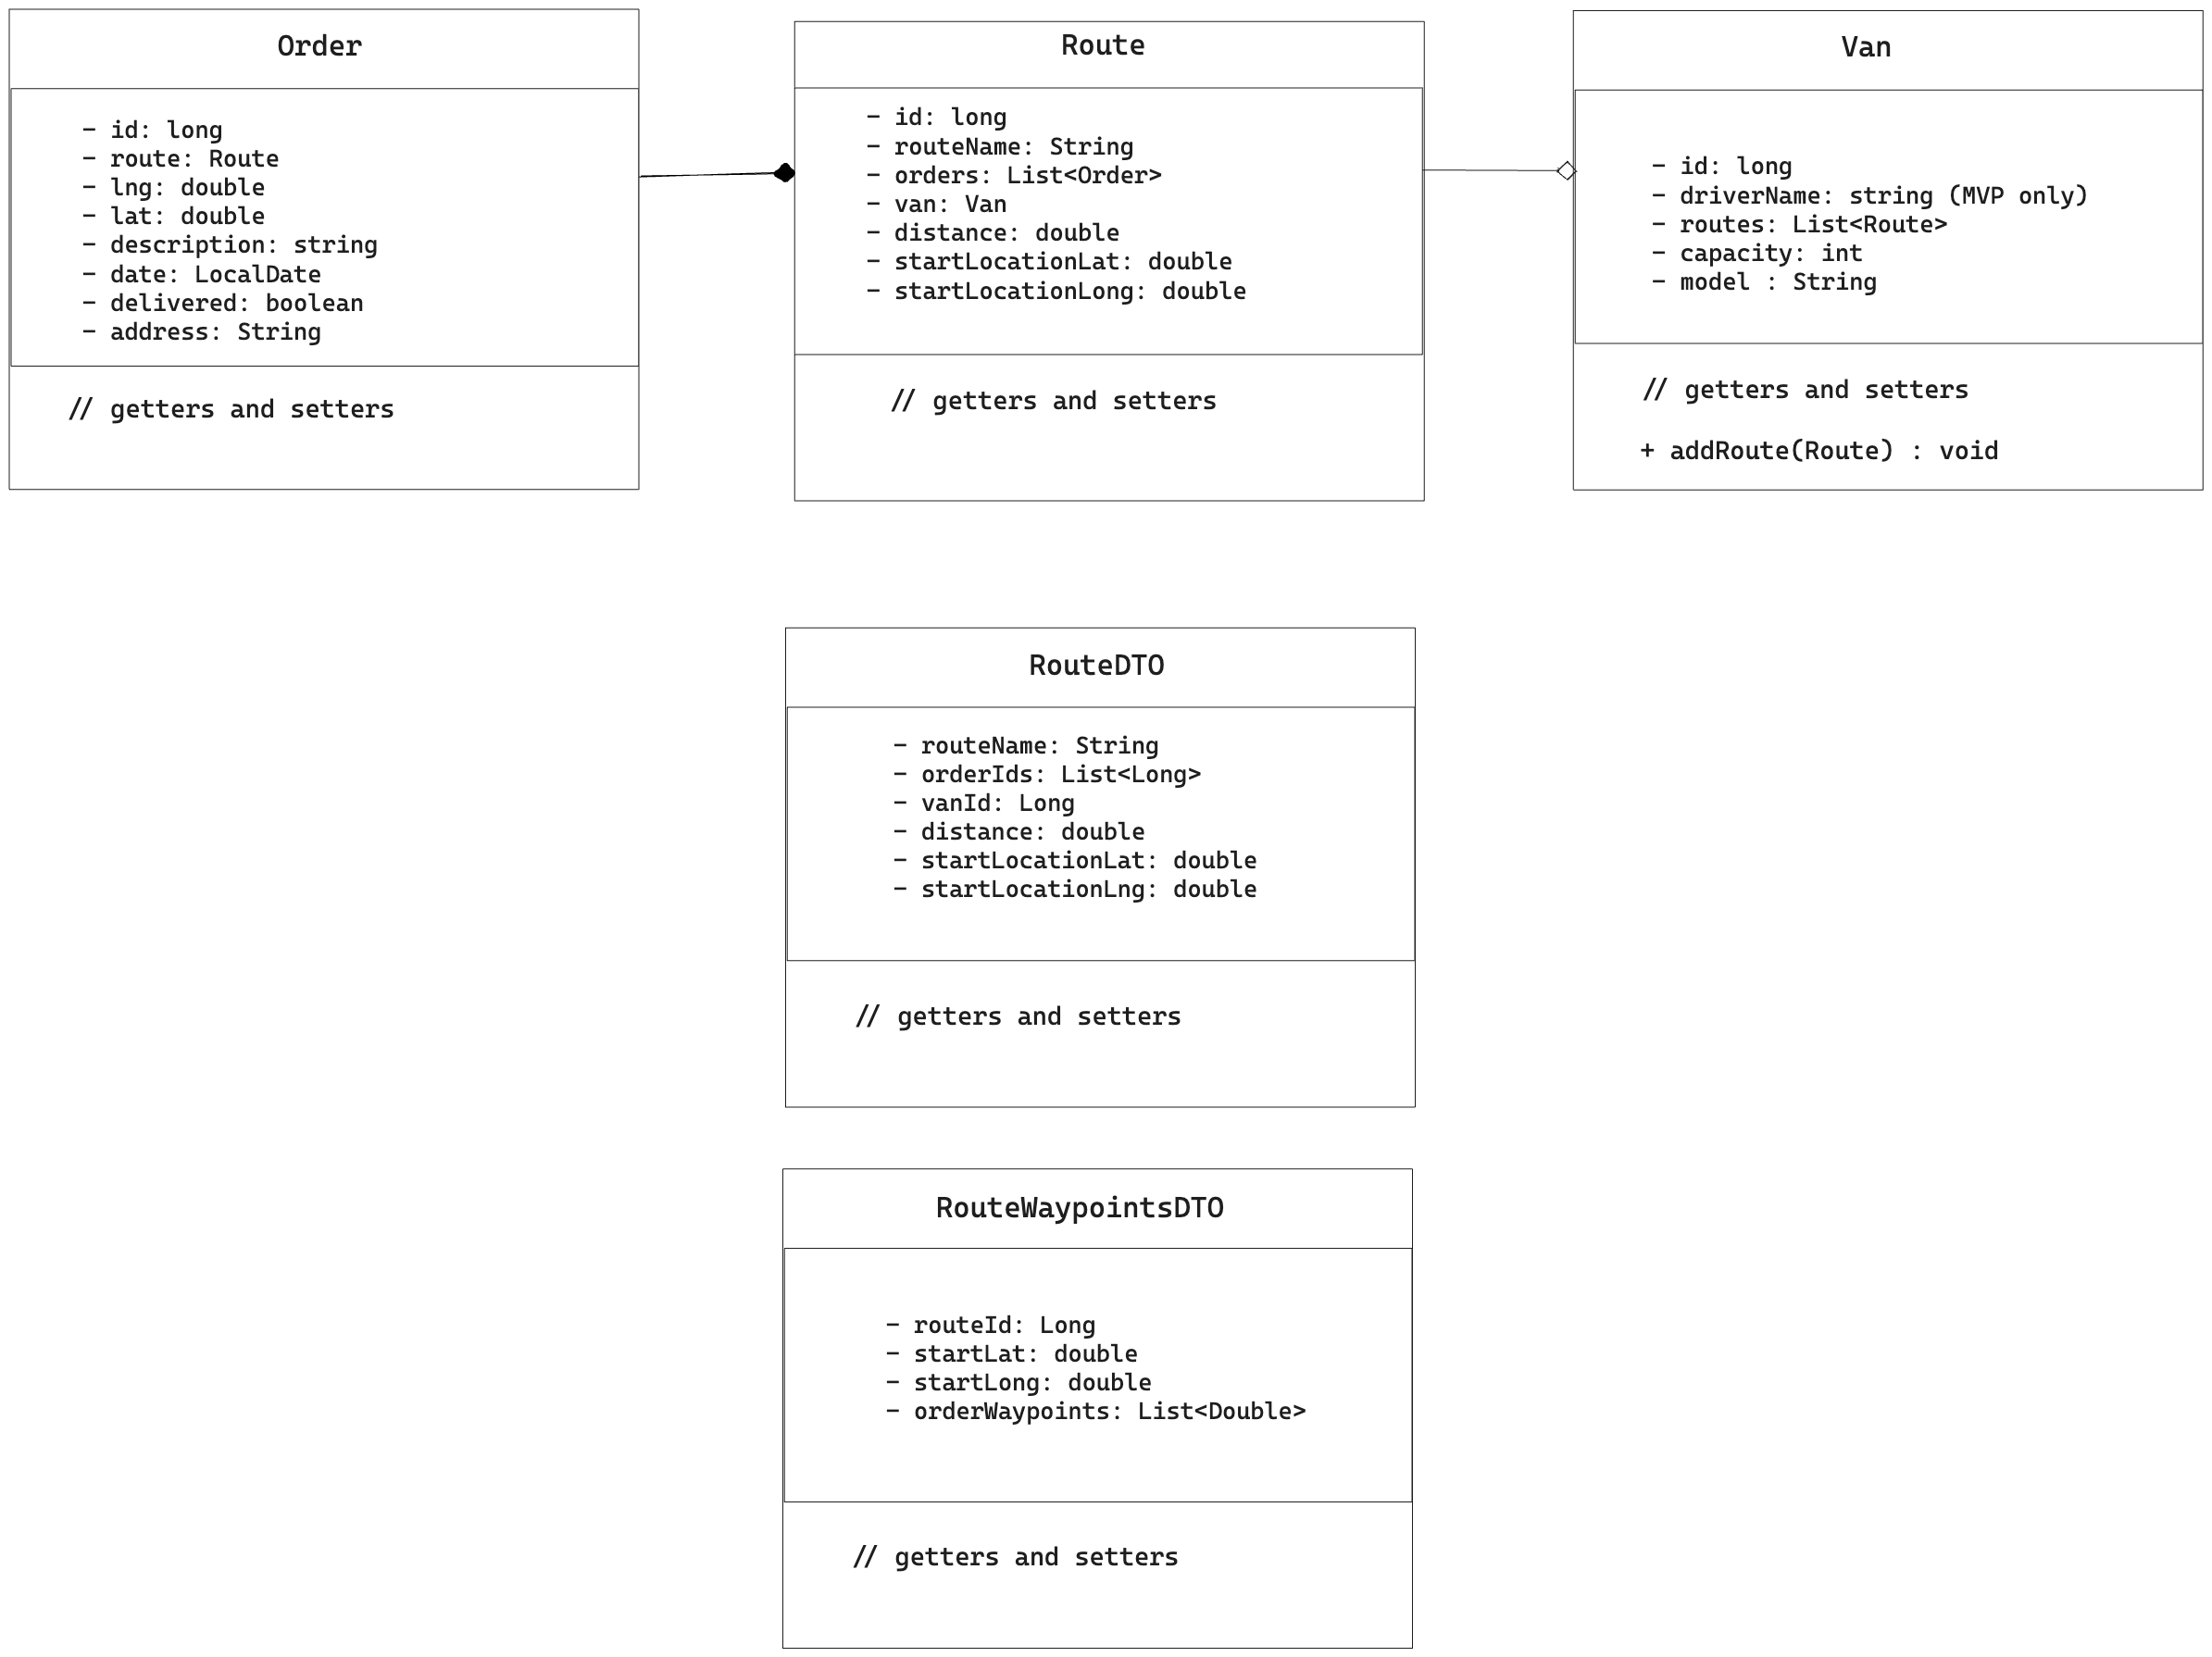 Order
- id: long
- route: Route
- lng: double
- lat: double
- description: string
- date: LocalDate
- delivered: boolean
- address: String
// getters and setters
Route
- id: long
- routeName: String
- orders: List<Order>
- van: Van
- distance: double
- startLocationLat: double
- startLocationLong: double
// getters and setters
Van
- id: long
- driverName: string (MVP only)
- routes: List<Route>
- capacity: int
- model : String
// getters and setters
+ addRoute(Route) : void
RouteDTO
- routeName: String
- orderIds: List<Long>
- vanId: Long
- distance: double
- startLocationLat: double
- startLocationLng: double
// getters and setters
RouteWaypointsDTO
- routeId: Long
- startLat: double
- startLong: double
- orderWaypoints: List<Double>
// getters and setters